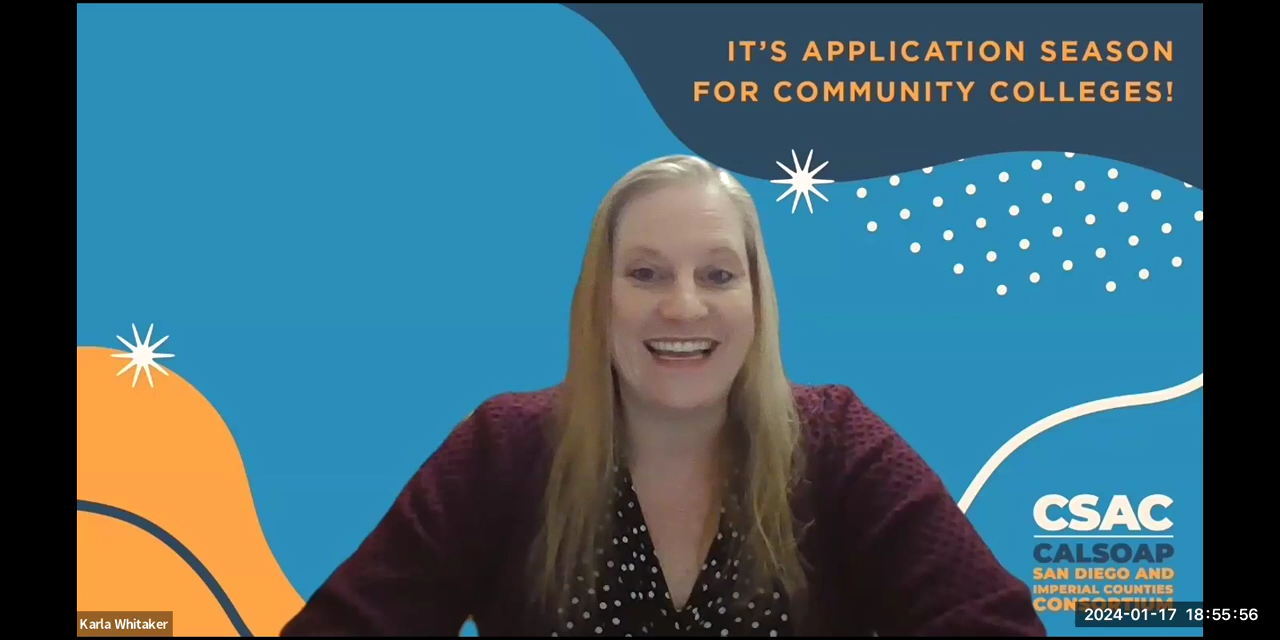 IT'S APPLICATION SEASON
FOR COMMUNITY COLLEGES!
CSAC
CALSOAP
SAN DIEGO AND
IMPERIAL COUNTIES
CONSORTIUM
Karla Whitaker
2024-01-17 18:55:56